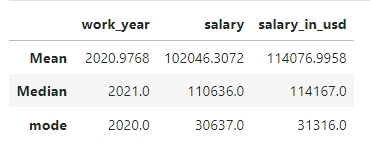 work_year salary salary_in_usd
Mean 2020.9768 102046.3072 114076.9958
Median 2021.0 110636.0 114167.0
mode 2020.0 30637.0 31316.0